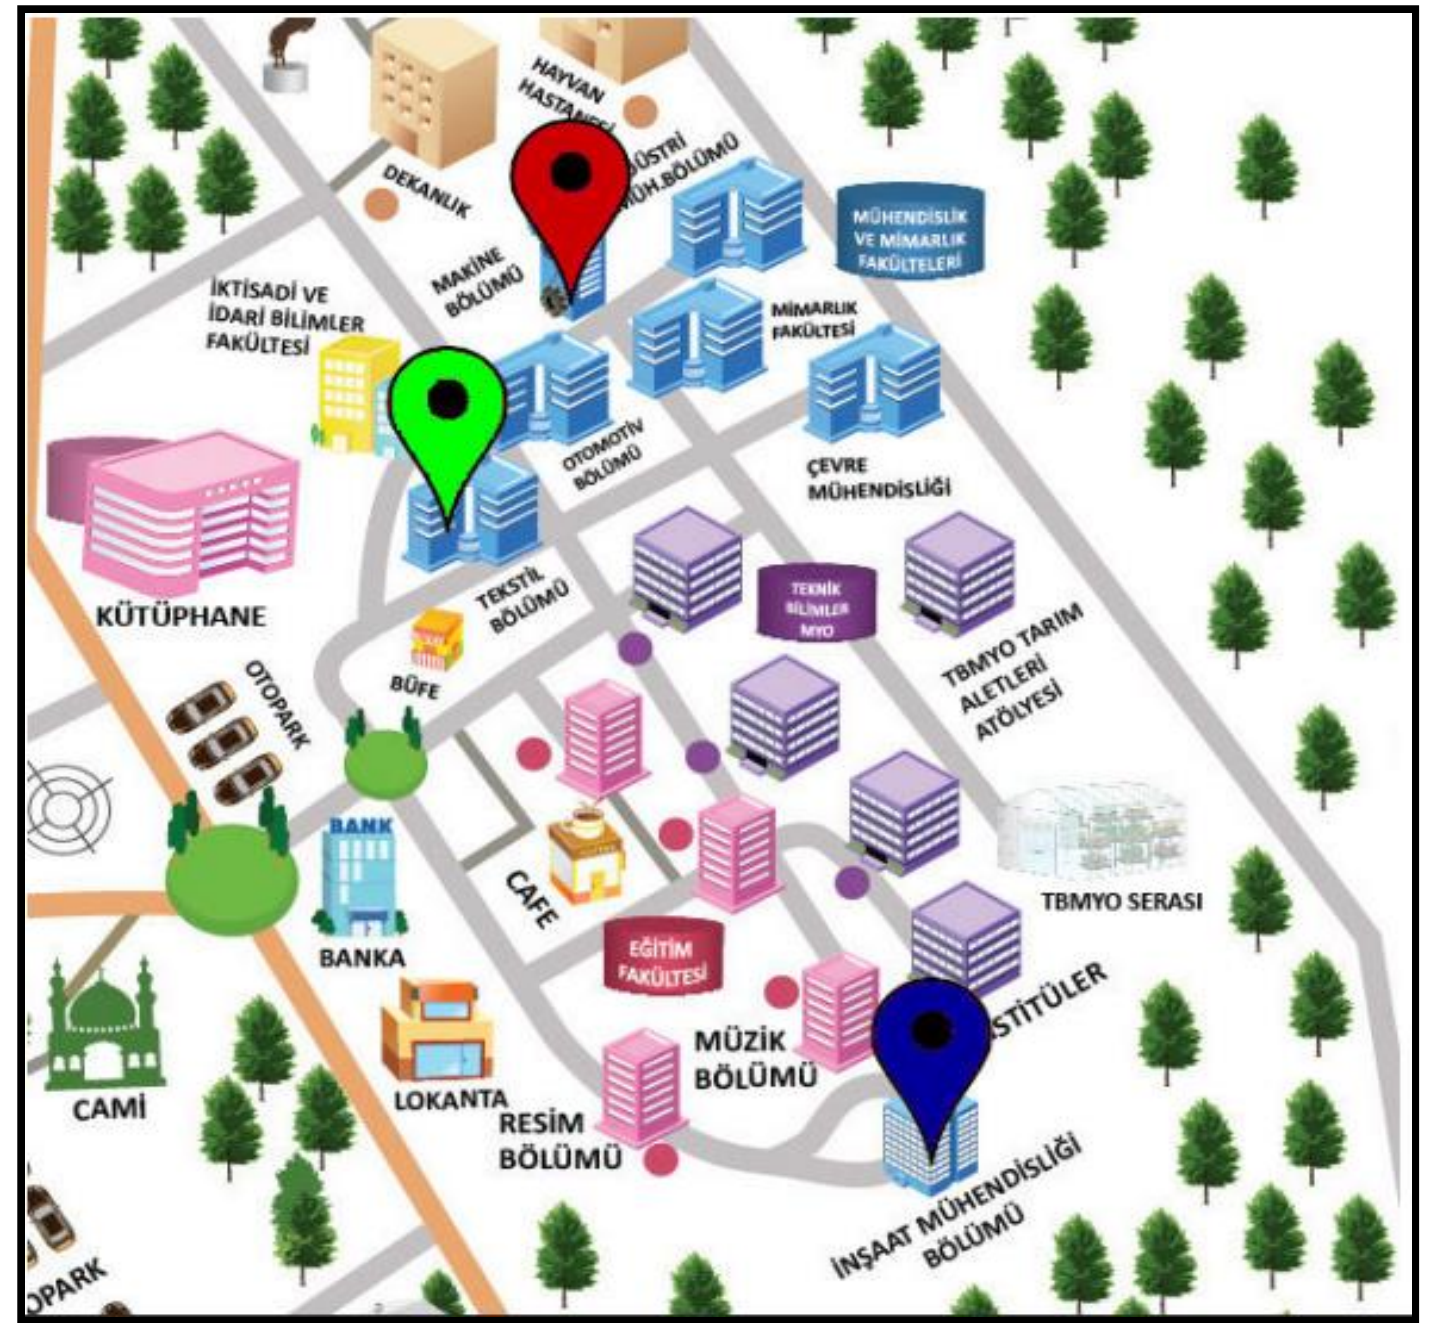 HAYVAN
HASTANESİ
DEKANLIK
MÜH.BÖLÜMÜ
MÜHENDİSLİK
VE MİMARLIK
FAKÜLTELERİ
MAKİNE
BÖLÜMÜ
İKTİSADİ VE
İDARİ BİLİMLER
FAKÜLTESİ
MİMARLIK
FAKÜLTESİ
OTOMOTİV
BÖLÜMÜ
ÇEVRE
MÜHENDİSLİĞİ
KÜTÜPHANE
TEKSTİL
BÖLÜMÜ
TEKNİK
BİLİMLER
MYO
BÜFE
TBMYO TARIM
ALETLERİ
ATÖLYESİ
OTOPARK
BANK
BANKA
CAFE
TBMYO SERASI
EĞİTİM
FAKÜLTESİ
CAMİ
LOKANTA
MÜZİK
BÖLÜMÜ
STİTÜLER
RESİM
BÖLÜMÜ
İNŞAAT MÜHENDİSLİĞİ
BÖLÜMÜ
OPARK